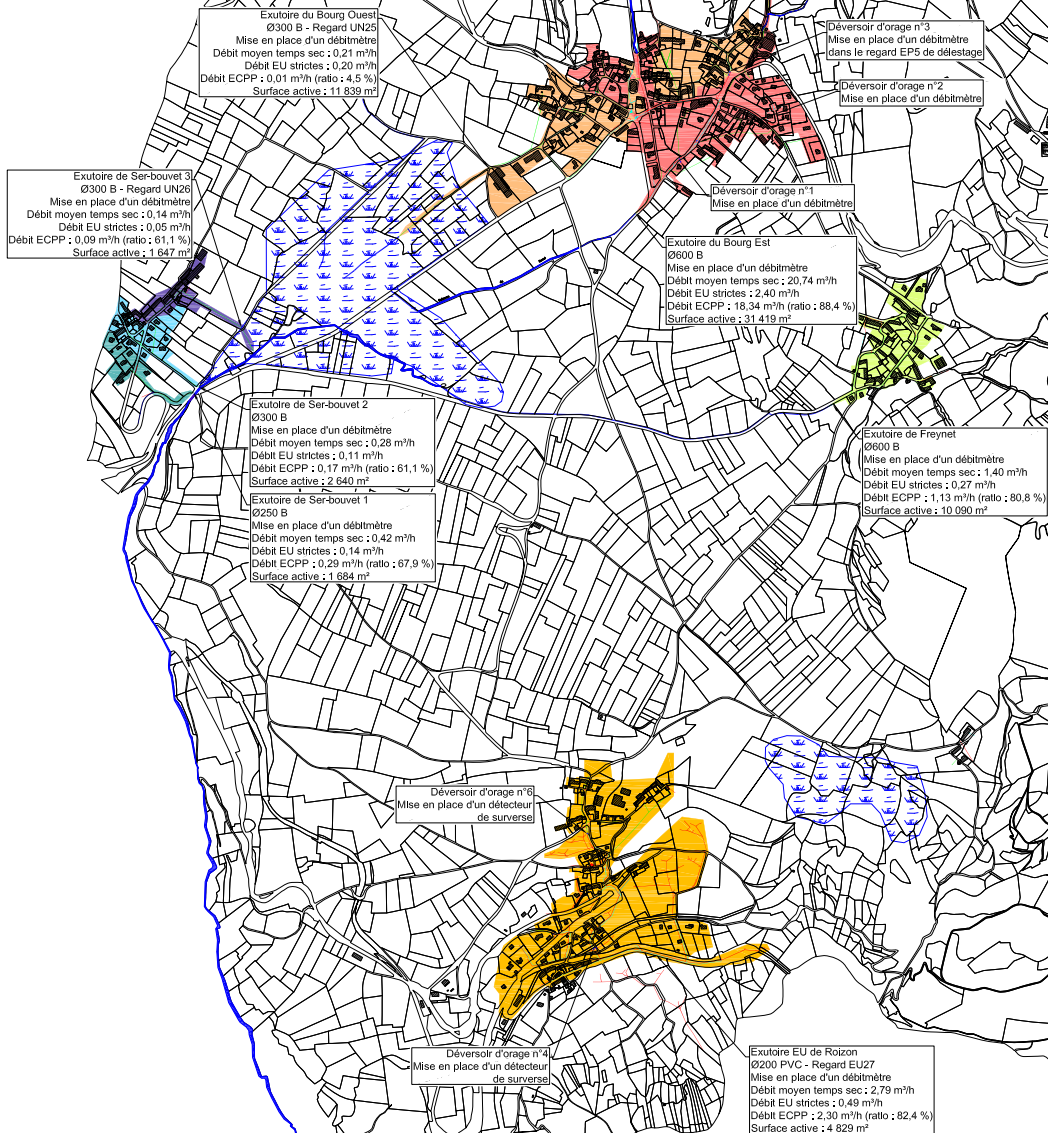 Exutoire du Bourg Ouest
Ø300 B - Regard UN25
Mise en place d'un débitmètre
Débit moyen temps sec : 0,21 m³/h
Débit EU strictes : 0,20 m³/h
Débit ECPP : 0,01 m³/h (ratio : 4,5 %)
Surface active : 11 839 m²
Déversoir d'orage n°3
Mise en place d'un débitmètre
dans le regard EP5 de délestage
Déversoir d'orage n°2
Mise en place d'un débitmètre
Exutoire de Ser-bouvet 3
Ø300 B - Regard UN26
Mise en place d'un débitmètre
Débit moyen temps sec : 0,14 m³/h
Débit EU strictes : 0,05 m³/h
Débit ECPP : 0,09 m³/h (ratio : 61,1 %)
Surface active : 1 647 m²
Déversoir d'orage n°1
Mise en place d'un débitmètre
Exutoire du Bourg Est
Ø600 B
Mise en place d'un débitmètre
Débit moyen temps sec : 20,74 m³/h
Débit EU strictes : 2,40 m³/h
Débit ECPP : 18,34 m³/h (ratio : 88,4 %)
Surface active : 31 419 m²
Exutoire de Ser-bouvet 2
Ø300 B
Mise en place d'un débitmètre
Débit moyen temps sec : 0,28 m³/h
Débit EU strictes : 0,11 m³/h
Débit ECPP : 0,17 m³/h (ratio : 61,1 %)
Surface active : 2 640 m²
Exutoire de Freynet
Ø600 B
Mise en place d'un débitmètre
Débit moyen temps sec : 1,40 m³/h
Débit EU strictes : 0,27 m³/h
Débit ECPP : 1,13 m³/h (ratio : 80,8 %)
Surface active : 10 090 m²
Exutoire de Ser-bouvet 1
Ø250 B
Mise en place d'un débitmètre
Débit moyen temps sec : 0,42 m³/h
Débit EU strictes : 0,14 m³/h
Débit ECPP : 0,29 m³/h (ratio : 67,9 %)
Surface active : 1 684 m²
Déversoir d'orage n°6
Mise en place d'un détecteur
de surverse
Déversoir d'orage n°4
Mise en place d'un détecteur
de surverse
Exutoire EU de Roizon
Ø200 PVC - Regard EU27
Mise en place d'un débitmètre
Débit moyen temps sec : 2,79 m³/h
Débit EU strictes : 0,49 m³/h
Débit ECPP : 2,30 m³/h (ratio : 82,4 %)
Surface active : 4 829 m²